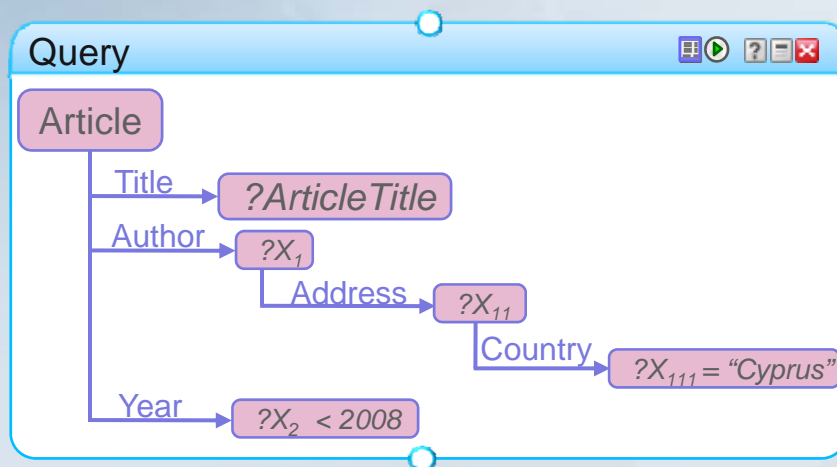 Query
?
Article
Title
?ArticleTitle
Author
?X₁
Address
?X₁₁
Country
?X₁₁₁ = “Cyprus”
Year
?X₂ < 2008